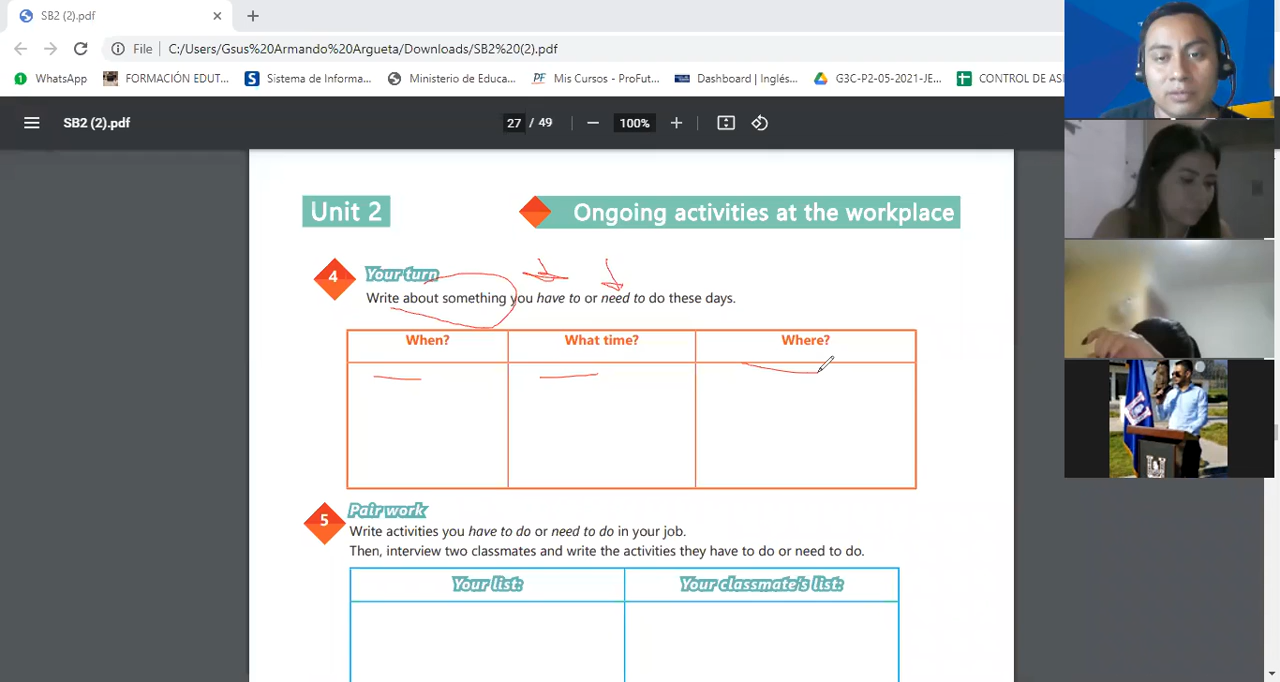 SB2 (2).pdf
File C:/Users/Gsus%20Armando%20Argueta/Downloads/SB2%20(2).pdf
WhatsApp FORMACIÓN EDUT... Sistema de Informa... Ministerio de Educa... Mis Cursos - ProFut... Dashboard | Inglés... G3C-P2-05-2021-JE... CONTROL DE ASI
SB2 (2).pdf 27 / 49 100%
Unit 2 Ongoing activities at the workplace
4 Your turn
Write about something you have to or need to do these days.
When? What time? Where?
5 Pair work
Write activities you have to do or need to do in your job.
Then, interview two classmates and write the activities they have to do or need to do.
Your list: Your classmate's list: